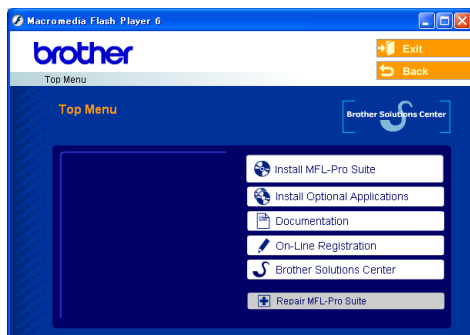 Macromedia Flash Player 6
brother
Exit
Back
Top Menu
Top Menu
Brother Solutions Center
Install MFL-Pro Suite
Install Optional Applications
Documentation
On-Line Registration
Brother Solutions Center
Repair MFL-Pro Suite